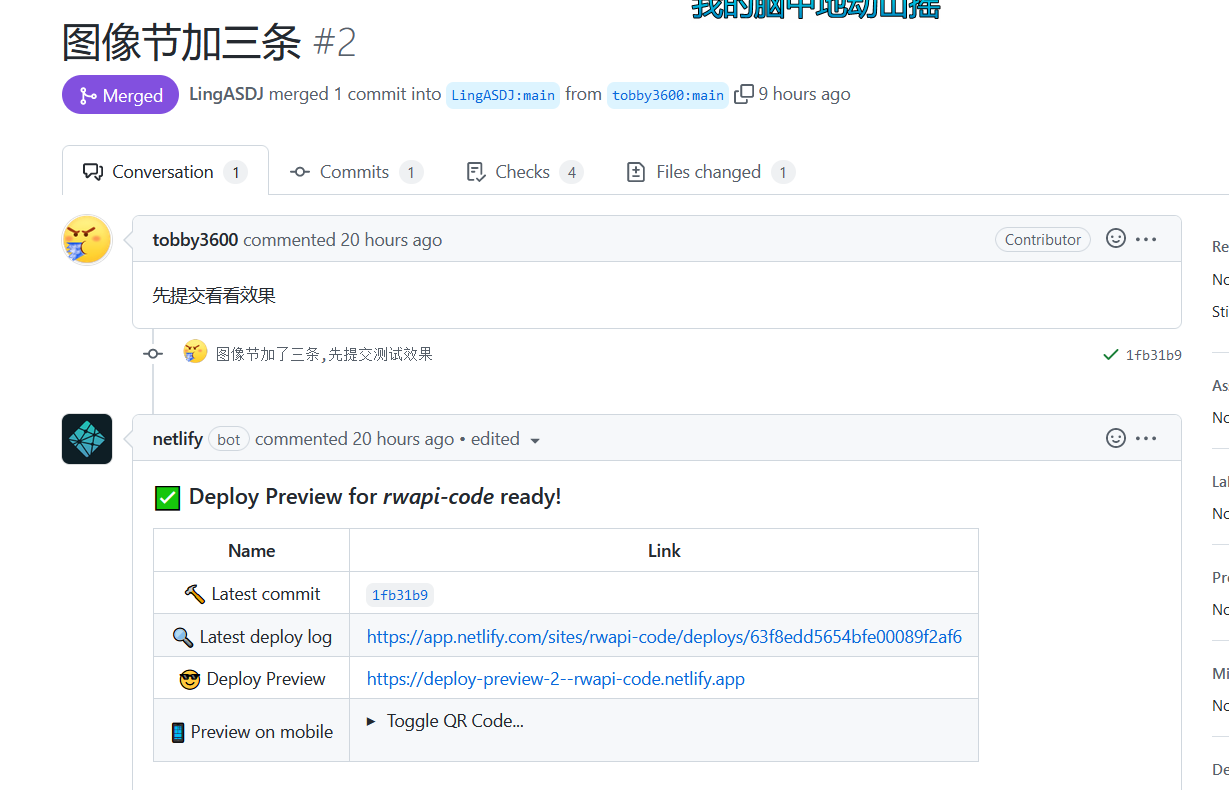 我的脑中地动山摇
图像节加三条 #2
Merged LingASDJ merged 1 commit into LingASDJ:main from tobby3600:main 9 hours ago
Conversation 1 Commits 1 Checks 4 Files changed 1
tobby3600 commented 20 hours ago Contributor
先提交看看效果
图像节加了三条,先提交测试效果 1fb31b9
netlify bot commented 20 hours ago • edited
Deploy Preview for rwapi-code ready!
Name Link
Latest commit 1fb31b9
Latest deploy log https://app.netlify.com/sites/rwapi-code/deploys/63f8edd5654bfe00089f2af6
Deploy Preview https://deploy-preview-2--rwapi-code.netlify.app
Preview on mobile Toggle QR Code...
Re
No
Sti
As
No
Lal
No
Pr
No
Mi
No
De